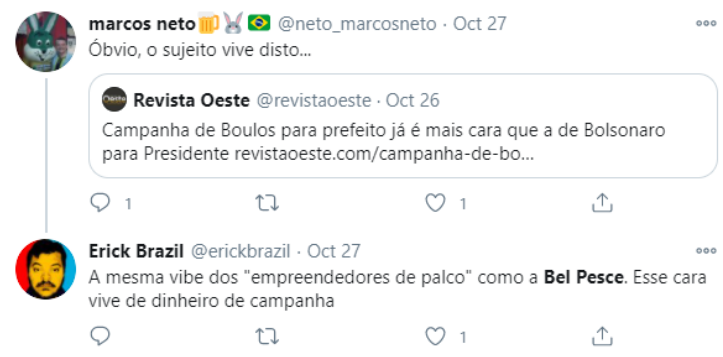 marcos neto🍺🐰🇧🇷 @neto_marcosneto · Oct 27
Óbvio, o sujeito vive disto...
Oeste Revista Oeste @revistaoeste · Oct 26
Campanha de Boulos para prefeito já é mais cara que a de Bolsonaro
para Presidente revistaoeste.com/campanha-de-bo...
1 1
Erick Brazil @erickbrazil · Oct 27
A mesma vibe dos "empreendedores de palco" como a Bel Pesce. Esse cara
vive de dinheiro de campanha
1